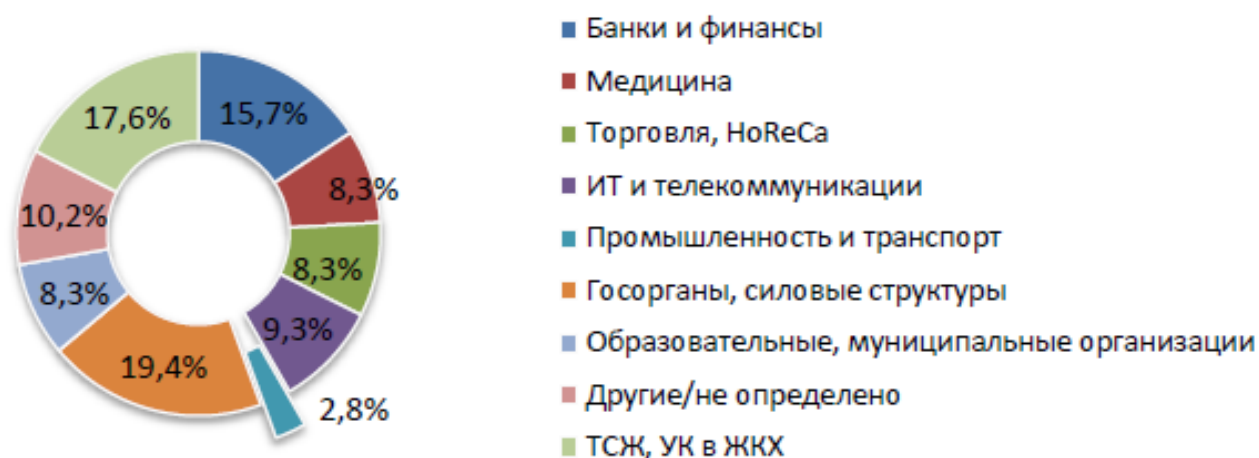 17,6%
15,7%
8,3%
8,3%
9,3%
2,8%
19,4%
8,3%
10,2%
Банки и финансы
Медицина
Торговля, HoReCa
ИТ и телекоммуникации
Промышленность и транспорт
Госорганы, силовые структуры
Образовательные, муниципальные организации
Другие/не определено
ТСЖ, УК в ЖКХ